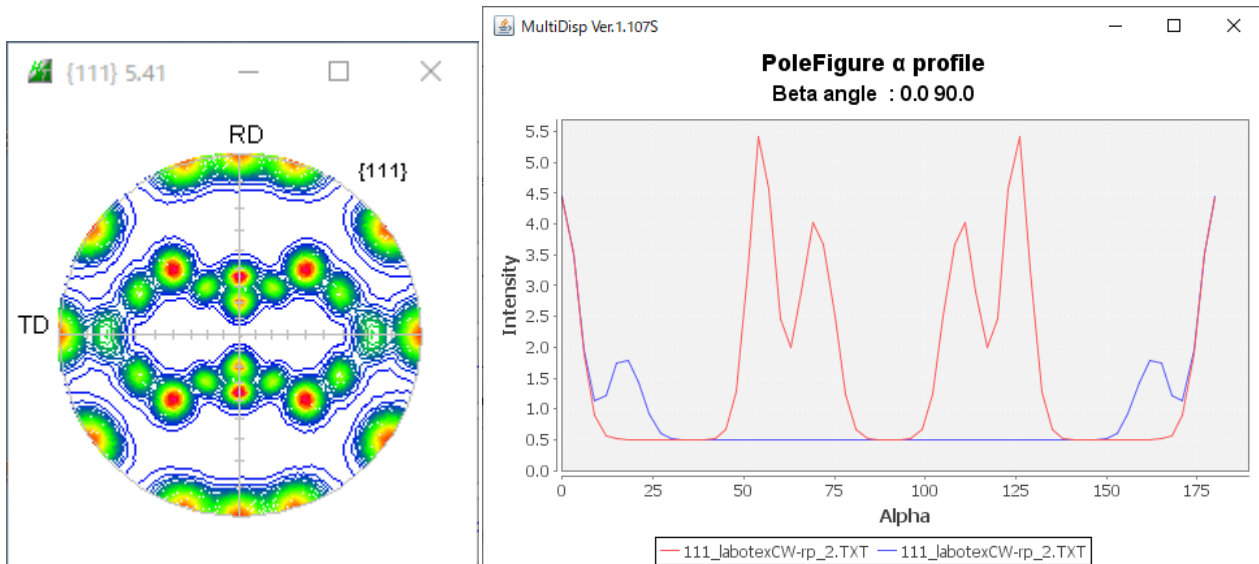 {111} 5.41
RD
{111}
TD
MultiDisp Ver.1.107S
PoleFigure α profile
Beta angle : 0.0 90.0
Intensity
5.5
5.0
4.5
4.0
3.5
3.0
2.5
2.0
1.5
1.0
0.5
0.0
0 25 50 75 100 125 150 175
Alpha
111_labotexCW-rp_2.TXT 111_labotexCW-rp_2.TXT